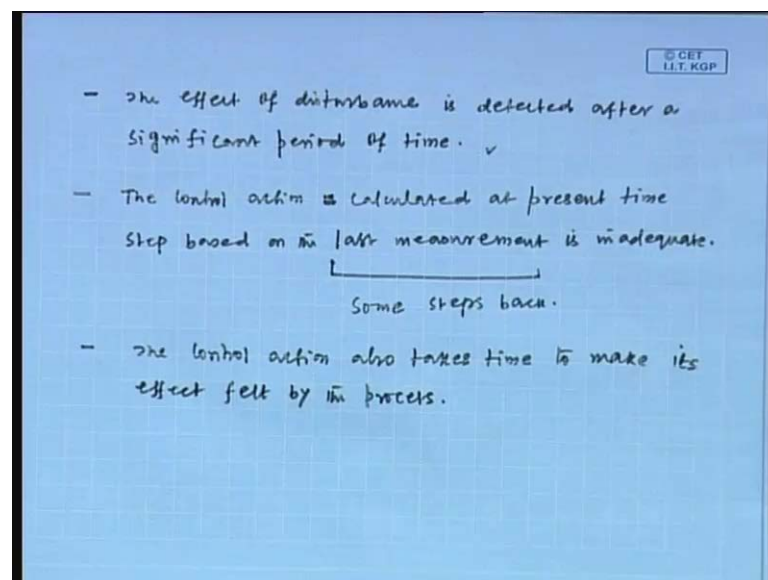 © CET
I.I.T. KGP
- The effect of disturbance is detected after a
significant period of time. ✓
- The control action calculated at present time
step based on the last measurement is inadequate.
some steps back.
- The control action also takes time to make its
effect felt by the process.